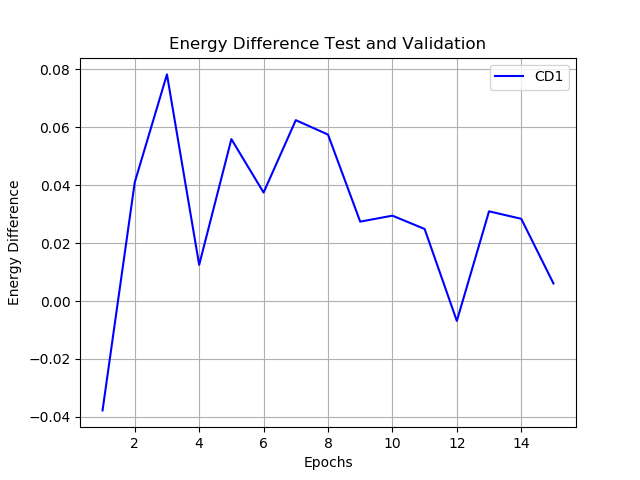 Energy Difference Test and Validation
CD1
0.08
0.06
0.04
0.02
0.00
−0.02
−0.04
Energy Difference
2 4 6 8 10 12 14
Epochs